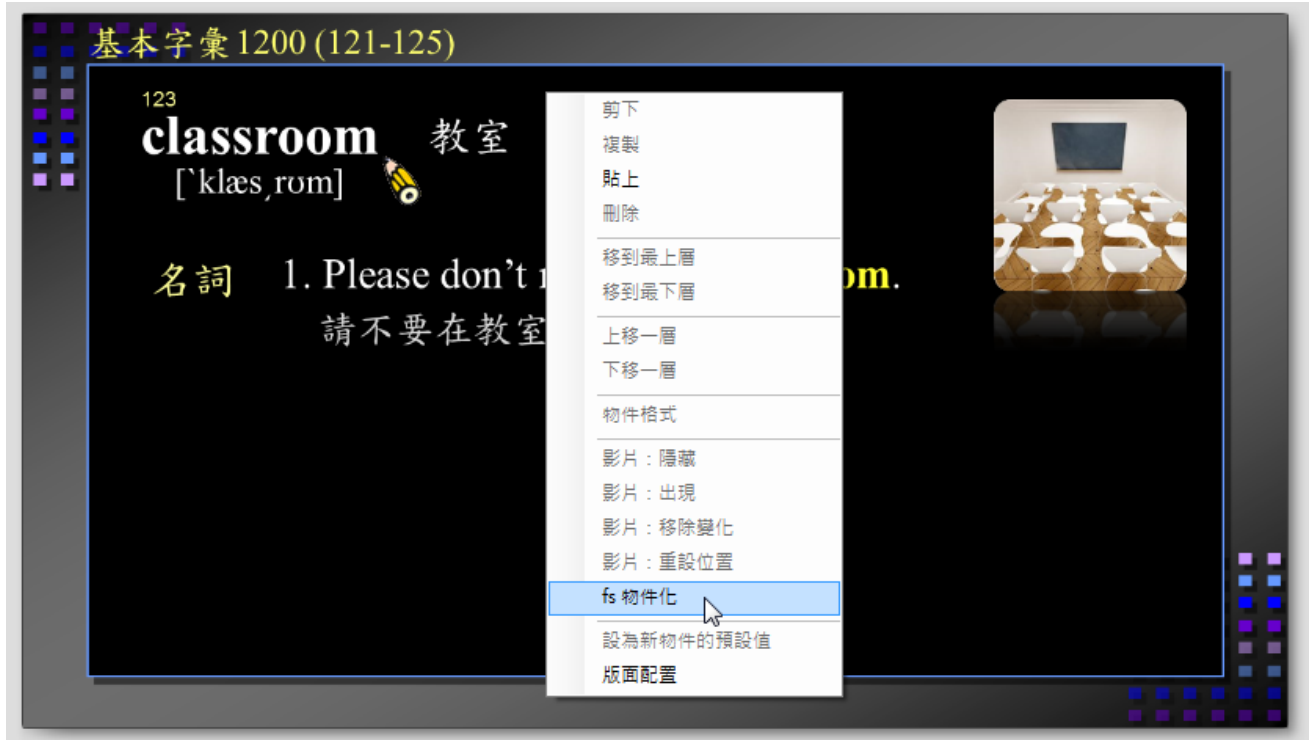 基本字彙1200 (121-125)
123
classroom 教室
[ˋklæsˏrʊm]
名詞 1. Please don't
om.
請不要在教室
剪下
複製
貼上
刪除
移到最上層
移到最下層
上移一層
下移一層
物件格式
影片：隱藏
影片：出現
影片：移除變化
影片：重設位置
fs 物件化
設為新物件的預設值
版面配置